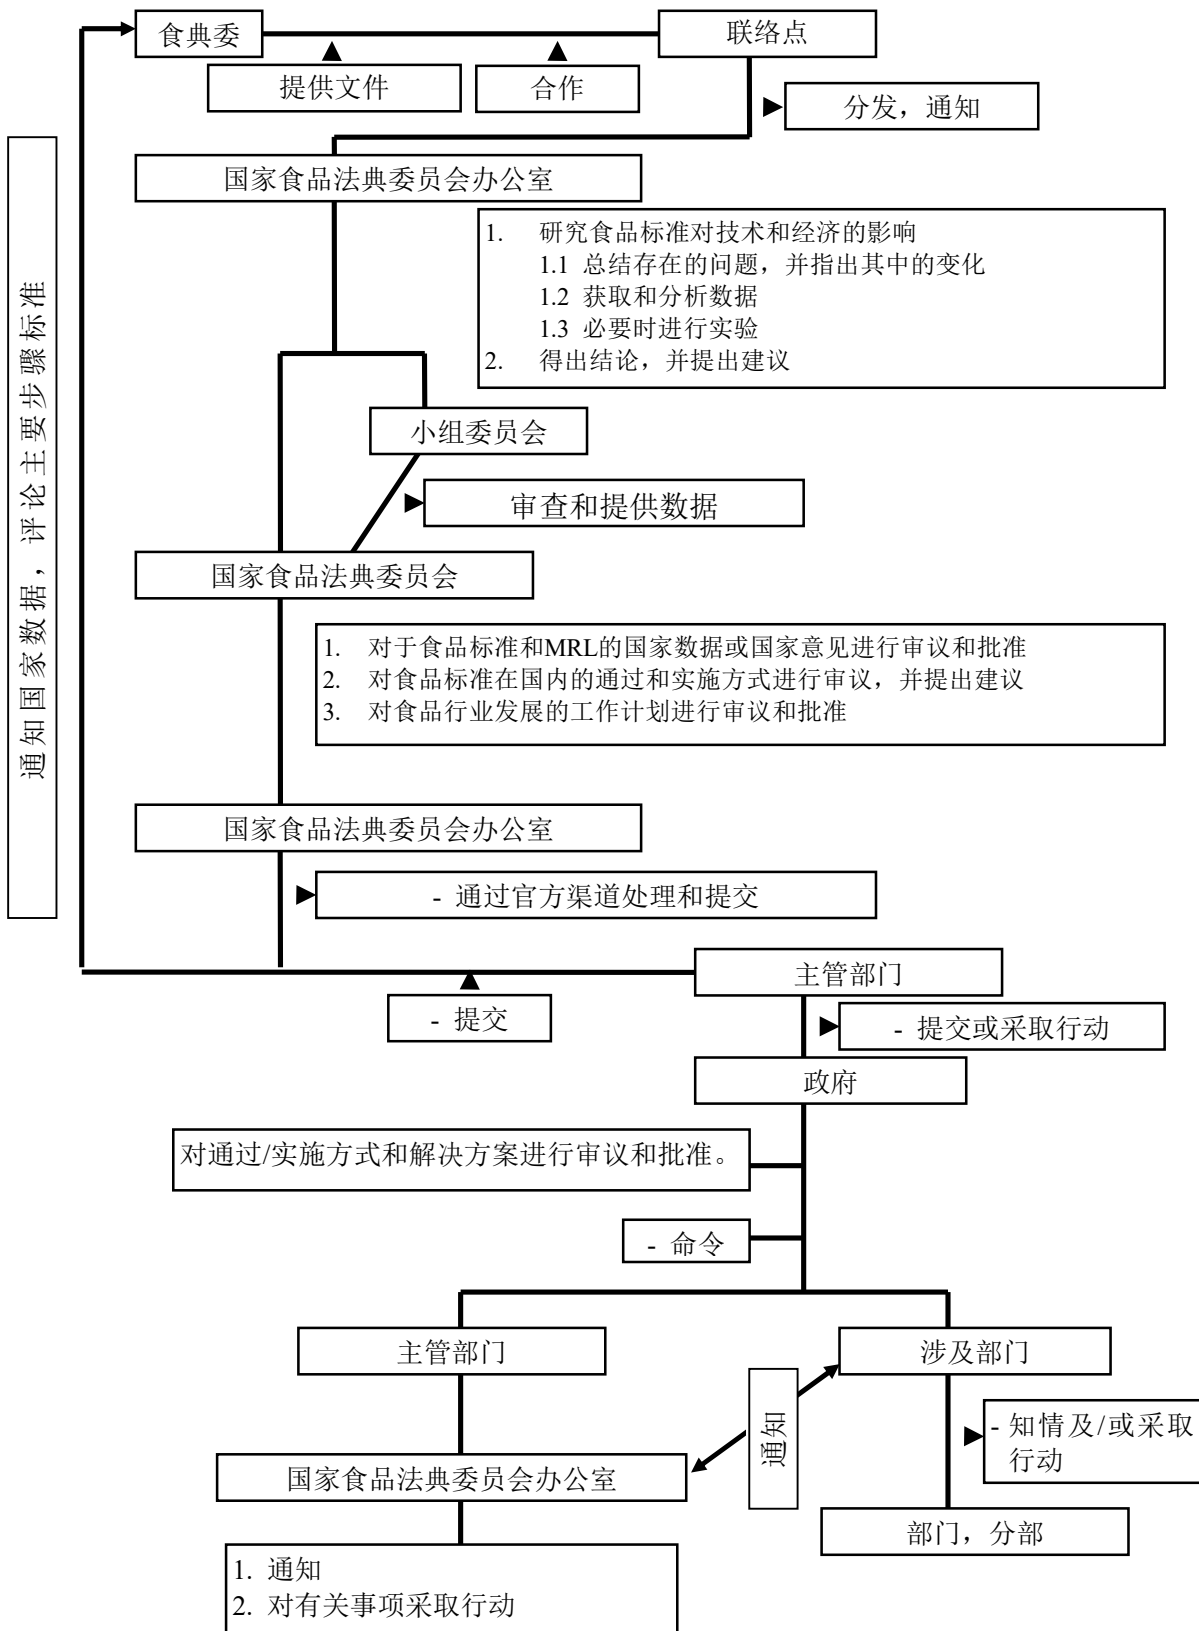 食典委
联络点
提供文件
合作
分发，通知
国家食品法典委员会办公室
1. 研究食品标准对技术和经济的影响
1.1 总结存在的问题，并指出其中的变化
1.2 获取和分析数据
1.3 必要时进行实验
2. 得出结论，并提出建议
通知国家数据，评论主要步骤标准
小组委员会
审查和提供数据
国家食品法典委员会
1. 对于食品标准和MRL的国家数据或国家意见进行审议和批准
2. 对食品标准在国内的通过和实施方式进行审议，并提出建议
3. 对食品行业发展的工作计划进行审议和批准
国家食品法典委员会办公室
- 通过官方渠道处理和提交
主管部门
- 提交
- 提交或采取行动
政府
对通过/实施方式和解决方案进行审议和批准。
- 命令
主管部门
涉及部门
通知
- 知情及/或采取
行动
国家食品法典委员会办公室
部门，分部
1. 通知
2. 对有关事项采取行动